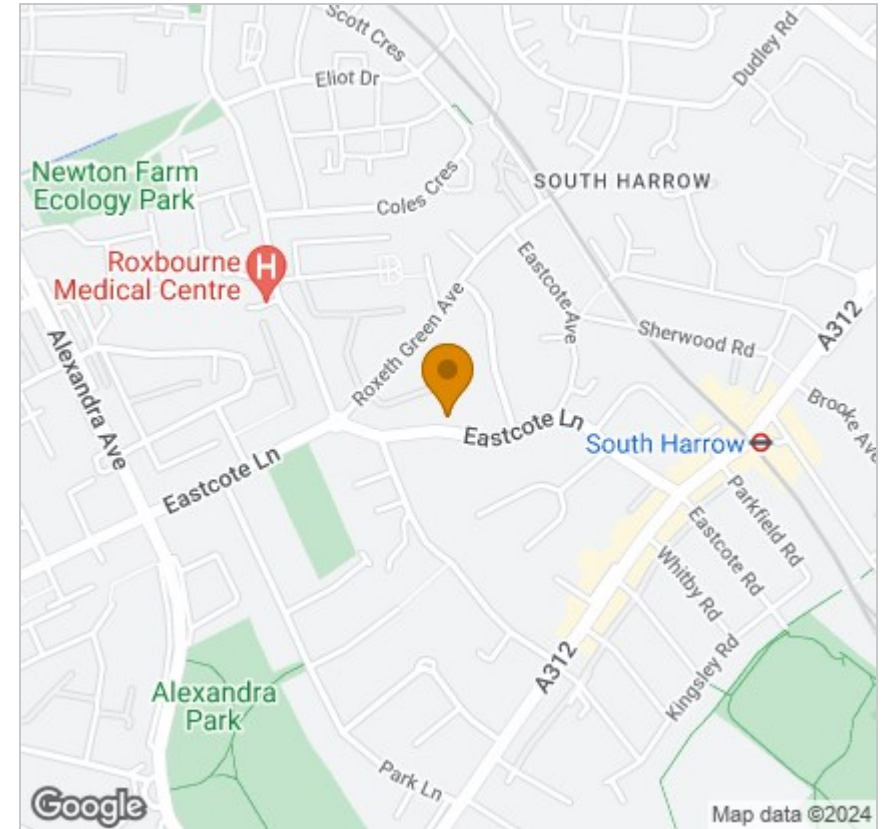 Scott Cres
Eliot Dr
Dudley Rd
Newton Farm
Ecology Park
Coles Cres
SOUTH HARROW
Roxbourne
Medical Centre
H
Eastcote Ave
Roxeth Green Ave
Sherwood Rd
A312
Alexandra Ave
Brooke Ave
Eastcote Ln
South Harrow
Eastcote Ln
Parkfield Rd
Eastcote Rd
Whitby Rd
A312
Kingsley Rd
Alexandra
Park
Park Ln
Google
Map data ©2024